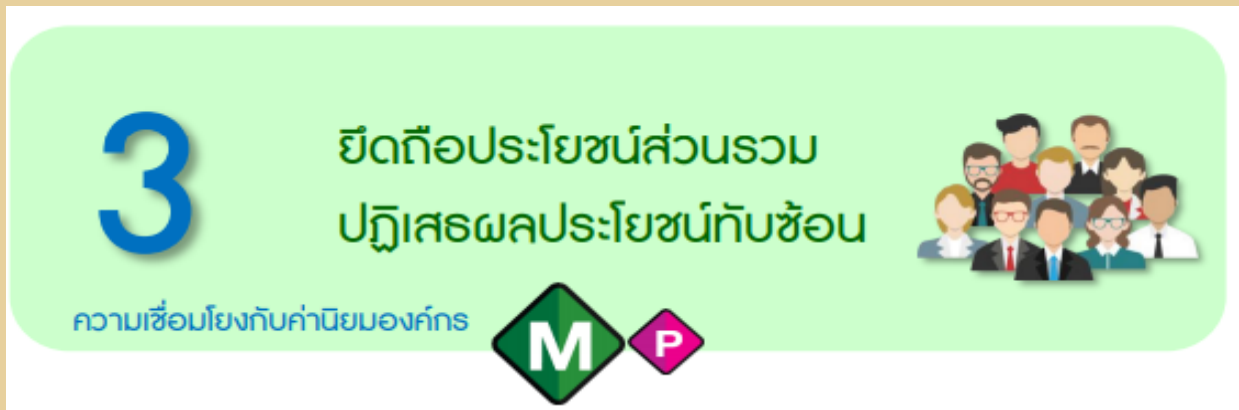 3
ยึดถือประโยชน์ส่วนรวม
ปฏิเสธผลประโยชน์ทับซ้อน
ความเชื่อมโยงกับค่านิยมองค์กร
M P